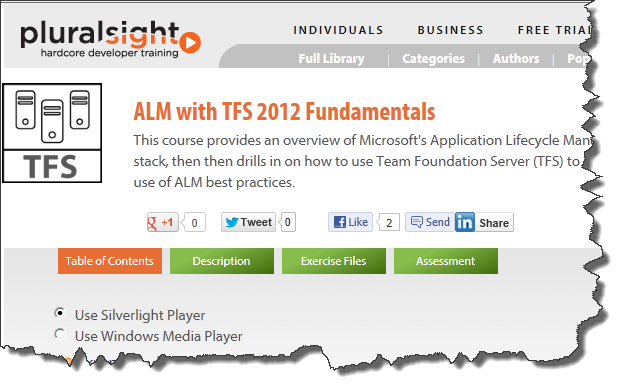 pluralsight
hardcore developer training
INDIVIDUALS BUSINESS FREE
Full Library | Categories | Authors |
TFS
ALM with TFS 2012 Fundamentals
This course provides an overview of Microsoft's Application Lifecycle
stack, then then drills in on how to use Team Foundation Server (TFS) to
use of ALM best practices.
g +1 0 Tweet 0 f Like 2 Send in Share
Table of Contents Description Exercise Files Assessment
Use Silverlight Player
Use Windows Media Player